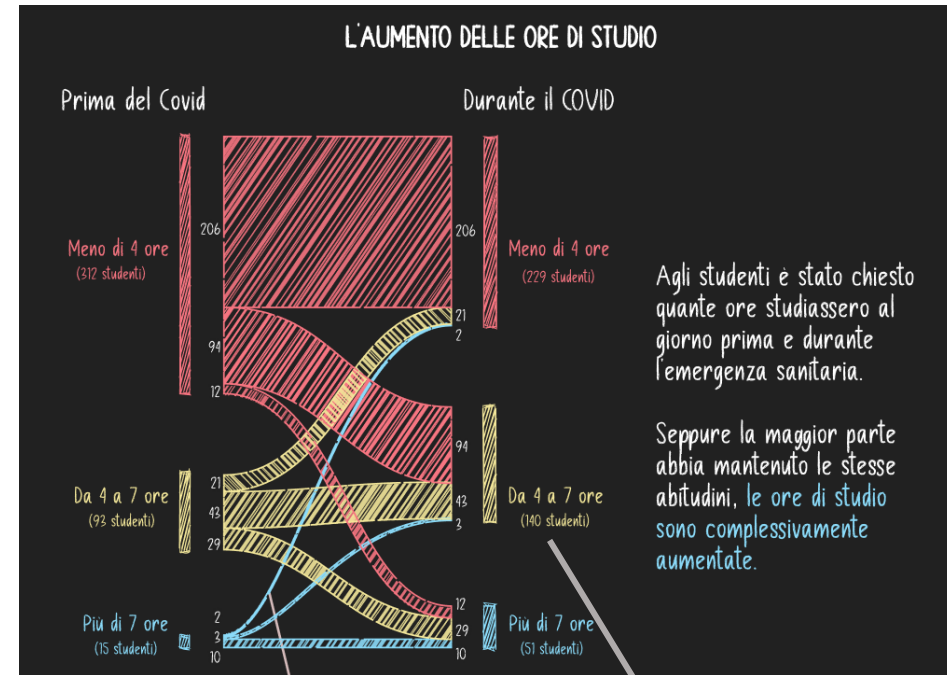 L'AUMENTO DELLE ORE DI STUDIO
Prima del Covid
Durante il COVID
206
Meno di 4 ore
(312 studenti)
94
12
21
Da 4 a 7 ore
(93 studenti)
43
29
Più di 7 ore
(15 studenti)
2
3
10
206
Meno di 4 ore
(229 studenti)
21
2
94
Da 4 a 7 ore
(140 studenti)
43
3
12
Più di 7 ore
(51 studenti)
29
10
Agli studenti è stato chiesto
quante ore studiassero al
giorno prima e durante
l'emergenza sanitaria.
Seppure la maggior parte
abbia mantenuto le stesse
abitudini, le ore di studio
sono complessivamente
aumentate.